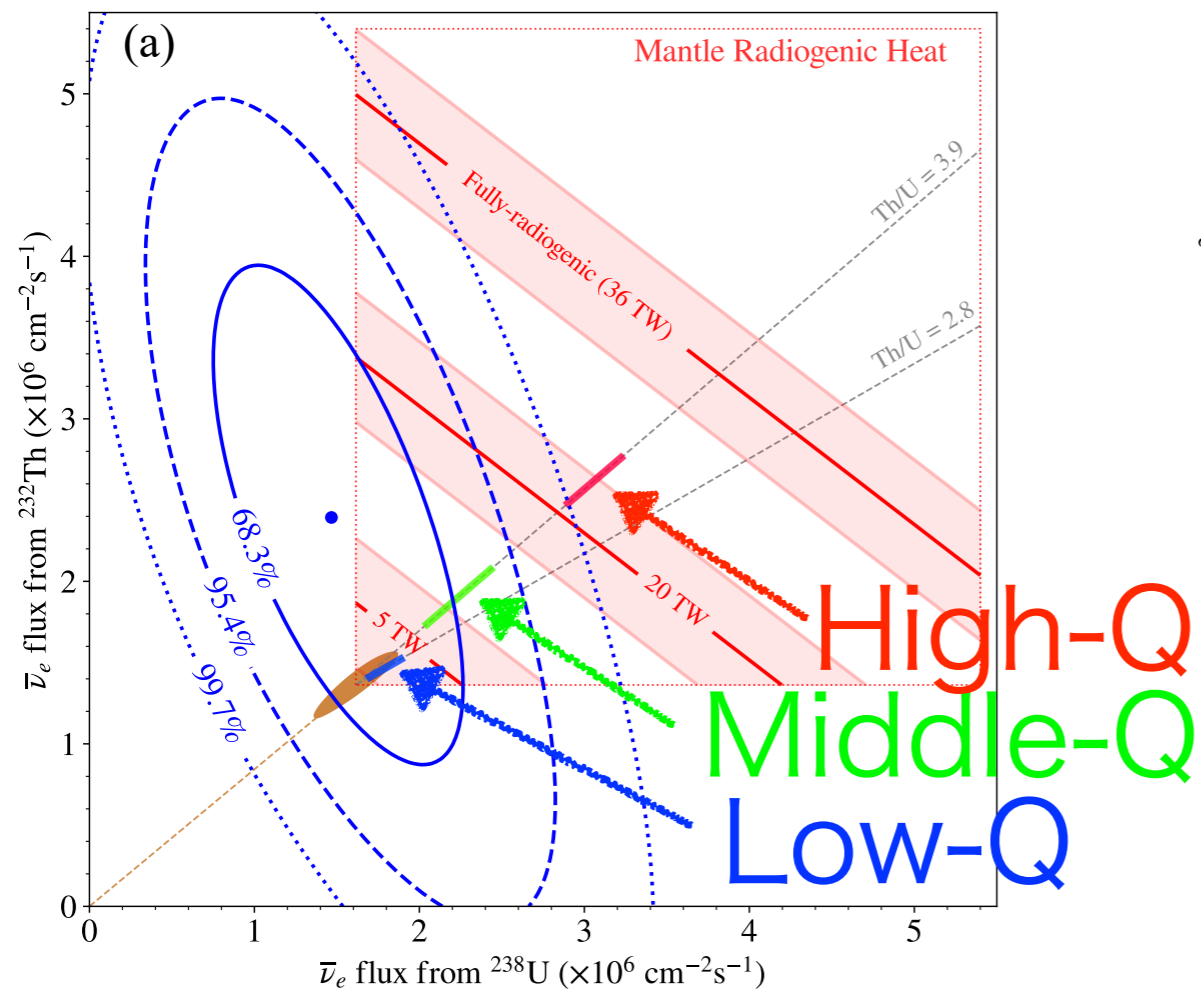 (a)
Mantle Radiogenic Heat
Th/U = 3.9
Th/U = 2.8
Fully-radiogenic (36 TW)
20 TW
5 TW
68.3%
95.4%
99.7%
High-Q
Middle-Q
Low-Q
5
4
3
2
1
0
0 1 2 3 4 5
ν̅ₑ flux from ²³²Th (×10⁶ cm⁻²s⁻¹)
ν̅ₑ flux from ²³⁸U (×10⁶ cm⁻²s⁻¹)